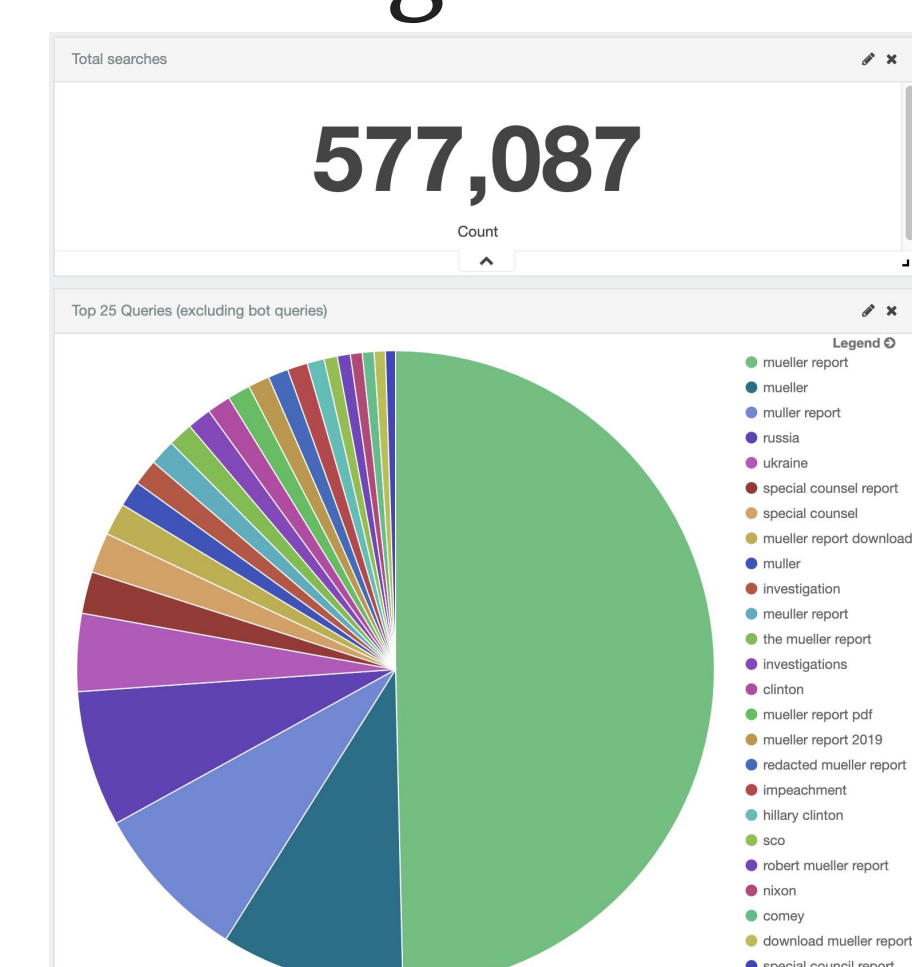 g
Total searches
577,087
Count
Top 25 Queries (excluding bot queries)
Legend
mueller report
mueller
muller report
russia
ukraine
special counsel report
special counsel
mueller report download
muller
investigation
meuller report
the mueller report
investigations
clinton
mueller report pdf
mueller report 2019
redacted mueller report
impeachment
hillary clinton
sco
robert mueller report
nixon
comey
download mueller report
special council report